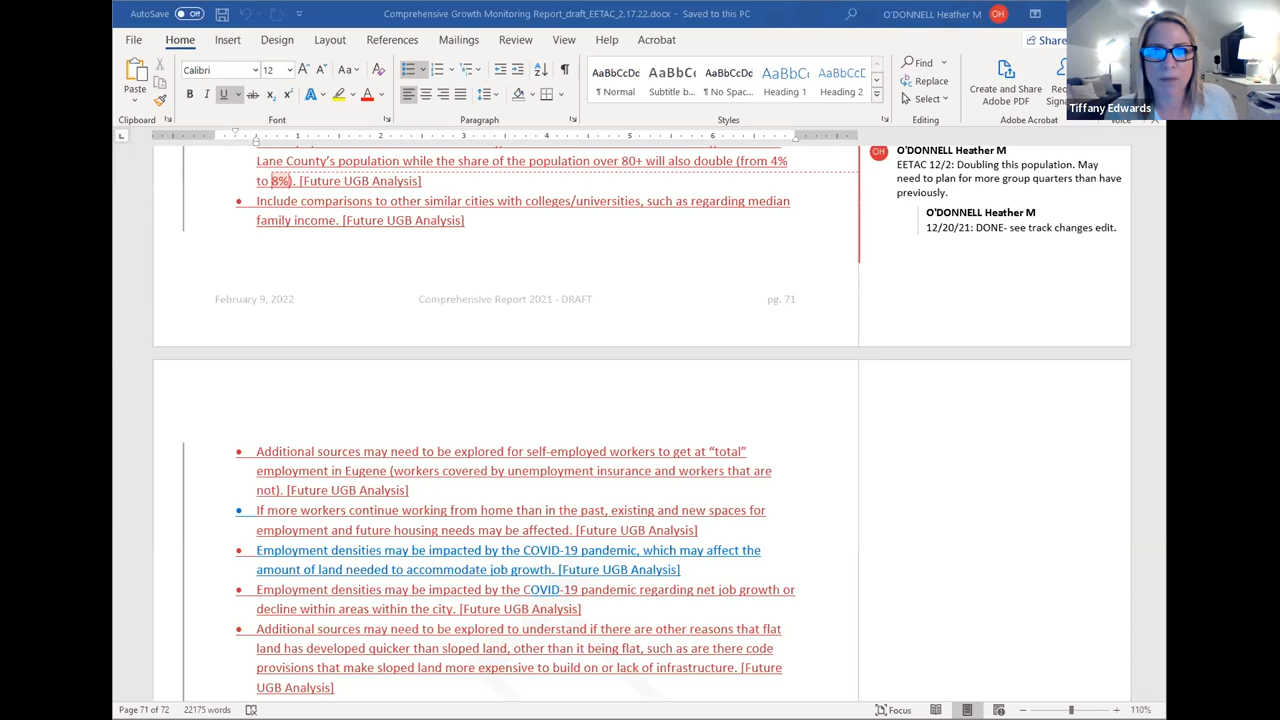 AutoSave Off Comprehensive Growth Monitoring Report_draft_EETAC_2.17.22.docx - Saved to this PC O'DONNELL Heather M OH
File Home Insert Design Layout References Mailings Review View Help Acrobat Share
Paste
Calibri 12
Find
Replace
Select
AaBbCcDd AaBbCcD AaBbCcDd AaBbCcD AaBbCcD
¶ Normal Subtitle b... ¶ No Spac... Heading 1 Heading 2
Create and Share Adobe PDF
Clipboard Font Paragraph Styles Editing Adobe Acrobat
Tiffany Edwards
1 2 3 4 5 6
Lane County's population while the share of the population over 80+ will also double (from 4%
to 8%). [Future UGB Analysis]
• Include comparisons to other similar cities with colleges/universities, such as regarding median
family income. [Future UGB Analysis]
February 9, 2022 Comprehensive Report 2021 - DRAFT pg. 71
OH O'DONNELL Heather M
EETAC 12/2: Doubling this population. May
need to plan for more group quarters than have
previously.
O'DONNELL Heather M
12/20/21: DONE- see track changes edit.
• Additional sources may need to be explored for self-employed workers to get at “total”
employment in Eugene (workers covered by unemployment insurance and workers that are
not). [Future UGB Analysis]
• If more workers continue working from home than in the past, existing and new spaces for
employment and future housing needs may be affected. [Future UGB Analysis]
• Employment densities may be impacted by the COVID-19 pandemic, which may affect the
amount of land needed to accommodate job growth. [Future UGB Analysis]
• Employment densities may be impacted by the COVID-19 pandemic regarding net job growth or
decline within areas within the city. [Future UGB Analysis]
• Additional sources may need to be explored to understand if there are other reasons that flat
land has developed quicker than sloped land, other than it being flat, such as are there code
provisions that make sloped land more expensive to build on or lack of infrastructure. [Future
UGB Analysis]
Page 71 of 72 22175 words Focus 110%